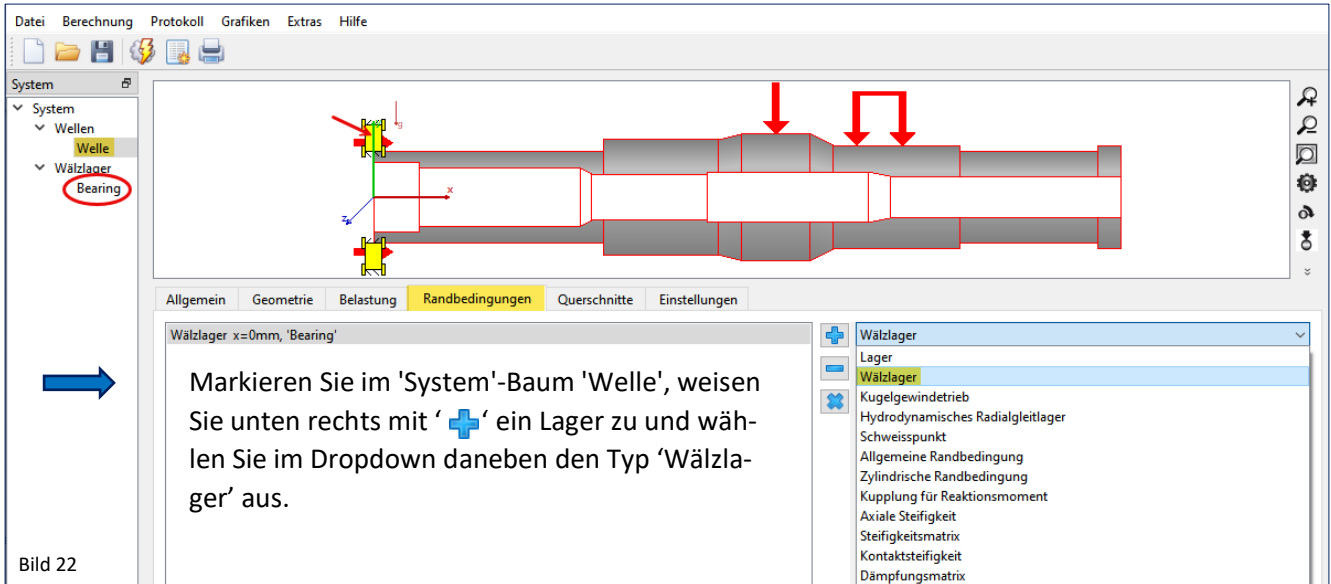 Datei Berechnung Protokoll Grafiken Extras Hilfe
System
System
Wellen
Welle
Wälzlager
Bearing
g
x
z
Allgemein Geometrie Belastung Randbedingungen Querschnitte Einstellungen
Wälzlager x=0mm, 'Bearing'
Wälzlager
Lager
Wälzlager
Kugelgewindetrieb
Hydrodynamisches Radialgleitlager
Schweisspunkt
Allgemeine Randbedingung
Zylindrische Randbedingung
Kupplung für Reaktionsmoment
Axiale Steifigkeit
Steifigkeitsmatrix
Kontaktsteifigkeit
Dämpfungsmatrix
Markieren Sie im 'System'-Baum 'Welle', weisen
Sie unten rechts mit ‘ ‘ ein Lager zu und wäh-
len Sie im Dropdown daneben den Typ ‘Wälzla-
ger’ aus.
Bild 22